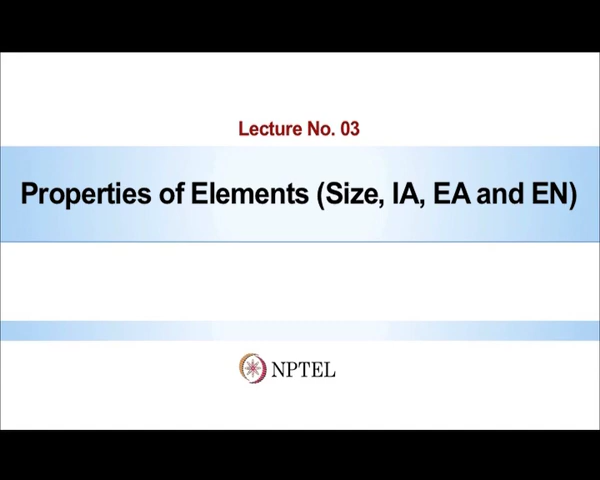 Lecture No. 03
Properties of Elements (Size, IA, EA and EN)
NPTEL